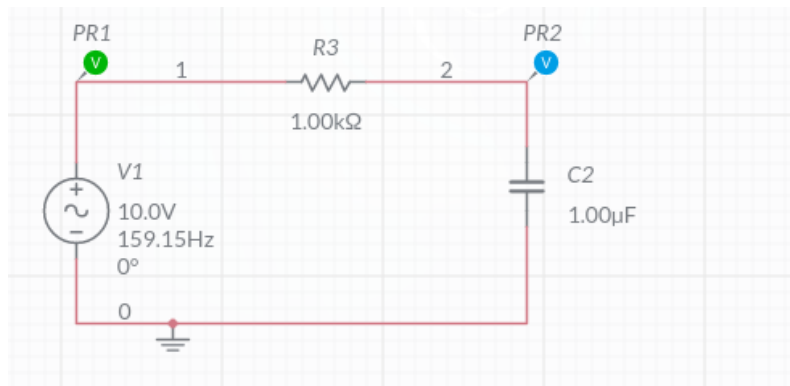 PR1
V
1
R3
1.00kΩ
2
PR2
V
V1
10.0V
159.15Hz
0°
C2
1.00µF
0